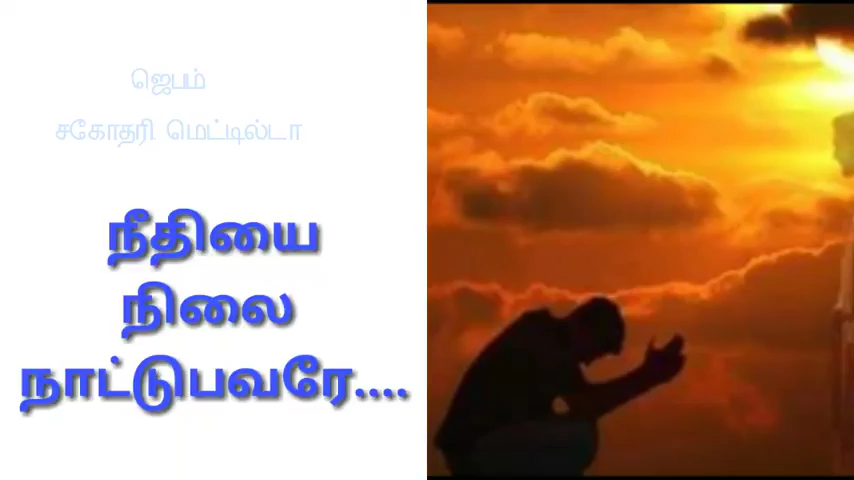 ஜெபம்
சகோதரி மெட்டில்டா
நீதியை
நிலை
நாட்டுபவரே....